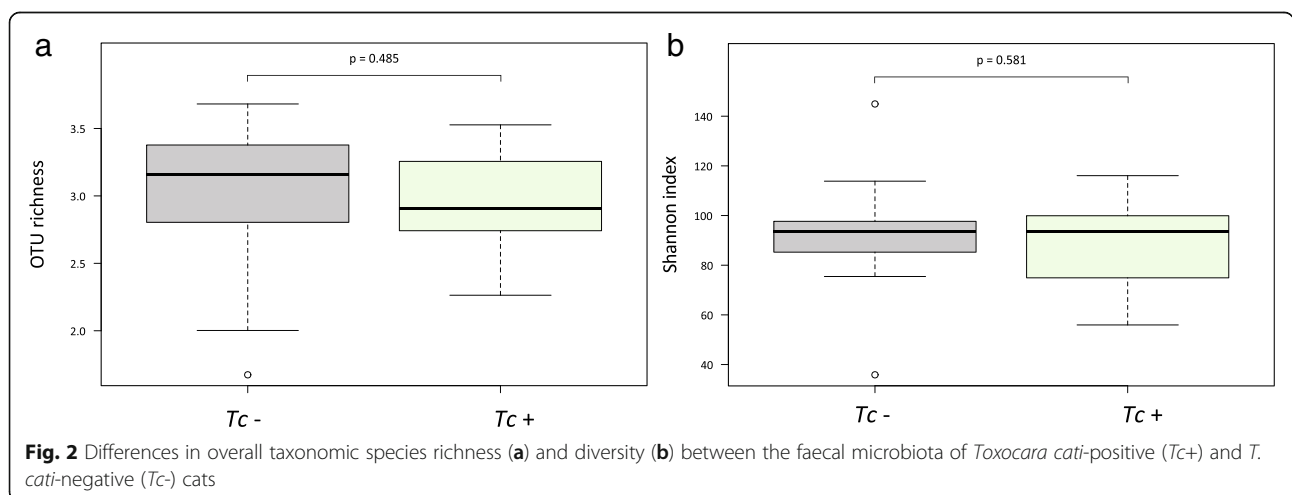 a
p = 0.485
OTU richness
3.5
3.0
2.5
2.0
Tc -
Tc +
b
p = 0.581
Shannon index
140
120
100
80
60
40
Tc -
Tc +
Fig. 2 Differences in overall taxonomic species richness (a) and diversity (b) between the faecal microbiota of Toxocara cati-positive (Tc+) and T.
cati-negative (Tc-) cats